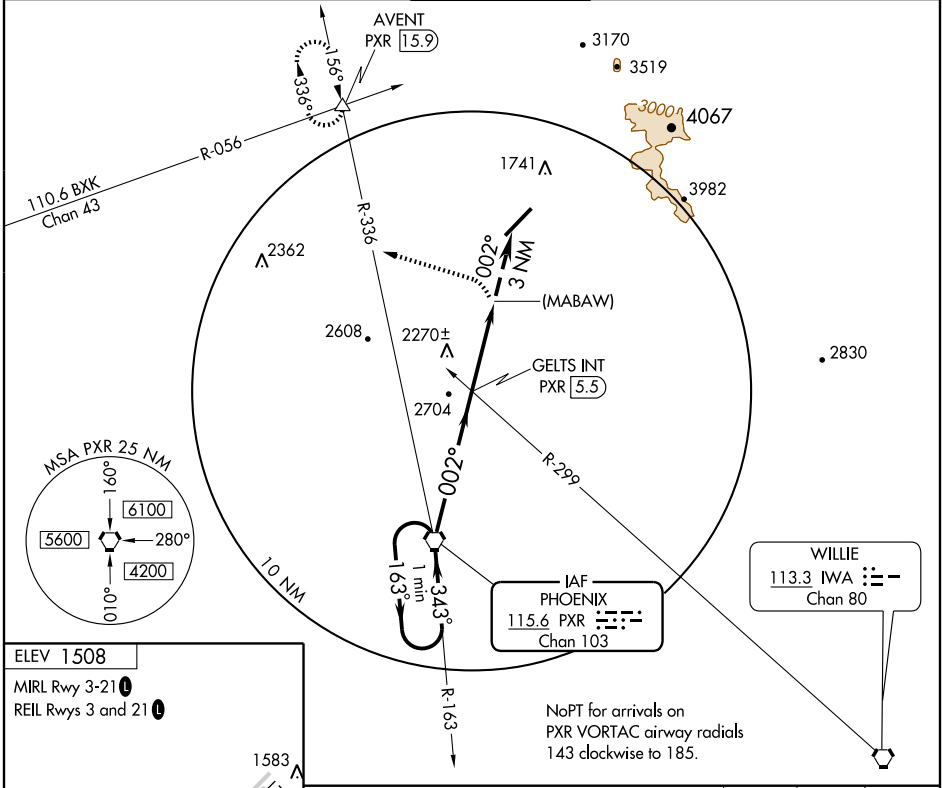 AVENT
PXR 15.9
3170
3519
156°
336°
3000
4067
R-056
1741
3982
110.6 BXK
Chan 43
R-336
002°
3 NM
2362
(MABAW)
2608
2270±
2830
GELTS INT
PXR 5.5
2704
R-299
002°
MSA PXR 25 NM
160°
6100
5600
280°
4200
010°
10 NM
163°
1 min
343°
IAF
PHOENIX
115.6 PXR
Chan 103
WILLIE
113.3 IWA
Chan 80
R-163
ELEV 1508
MIRL Rwy 3-21 L
REIL Rwys 3 and 21 L
NoPT for arrivals on
PXR VORTAC airway radials
143 clockwise to 185.
1583